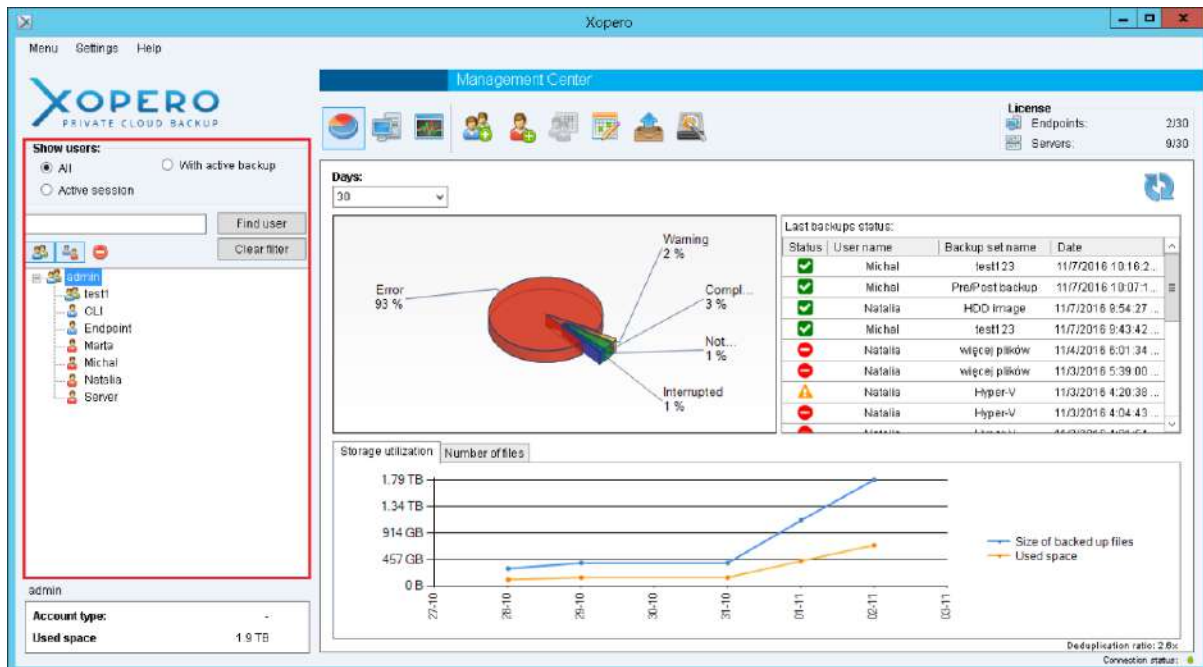 Xopero
Menu Settings Help
XOPERO
PRIVATE CLOUD BACKUP
Management Center
License
Endpoints: 2/30
Servers: 9/30
Show users:
All
With active backup
Active session
Find user
Clear filter
admin
test1
CLI
Endpoint
Marta
Michal
Natalia
Server
admin
Account type: -
Used space 1.9 TB
Days:
30
Error
93 %
Warning
2 %
Compl...
3 %
Not...
1 %
Interrupted
1 %
Last backups status:
Status User name Backup set name Date
Michal test123 11/7/2016 10:16:2...
Michal Pre/Post backup 11/7/2016 10:07:1...
Natalia HDD image 11/7/2016 9:54:27 ...
Michal test123 11/7/2016 9:43:42 ...
Natalia więcej plików 11/4/2016 6:01:34 ...
Natalia więcej plików 11/3/2016 5:39:00 ...
Natalia Hyper-V 11/3/2016 4:20:38 ...
Natalia Hyper-V 11/3/2016 4:04:43 ...
Storage utilization Number of files
1.79 TB
1.34 TB
914 GB
457 GB
0 B
27-10 28-10 29-10 30-10 31-10 01-11 02-11 03-11
Size of backed up files
Used space
Deduplication ratio: 2.6x
Connection status: